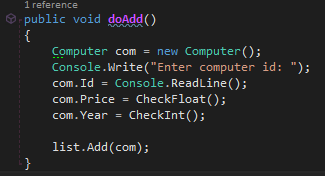 1 reference
public void doAdd()
{
    Computer com = new Computer();
    Console.Write("Enter computer id: ");
    com.Id = Console.ReadLine();
    com.Price = CheckFloat();
    com.Year = CheckInt();

    list.Add(com);
}